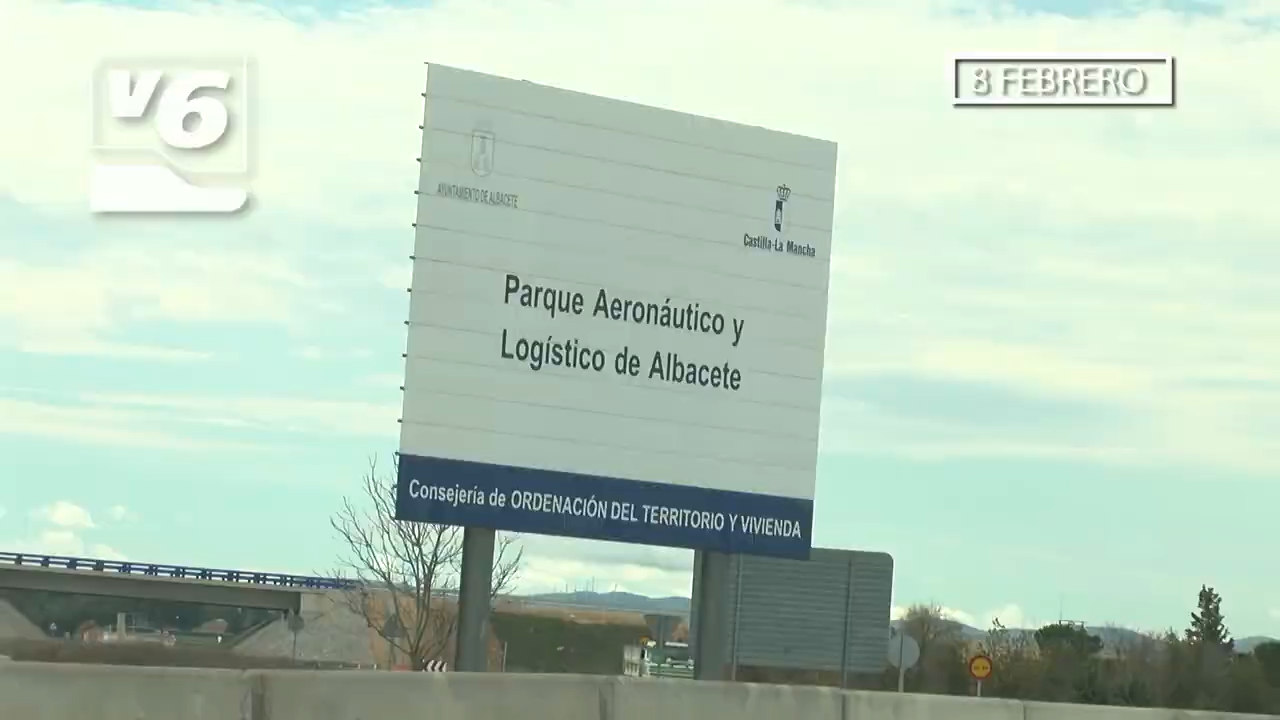 V6
8 FEBRERO
AYUNTAMIENTO DE ALBACETE
Castilla-La Mancha
Parque Aeronáutico y
Logístico de Albacete
Consejería de ORDENACIÓN DEL TERRITORIO Y VIVIENDA